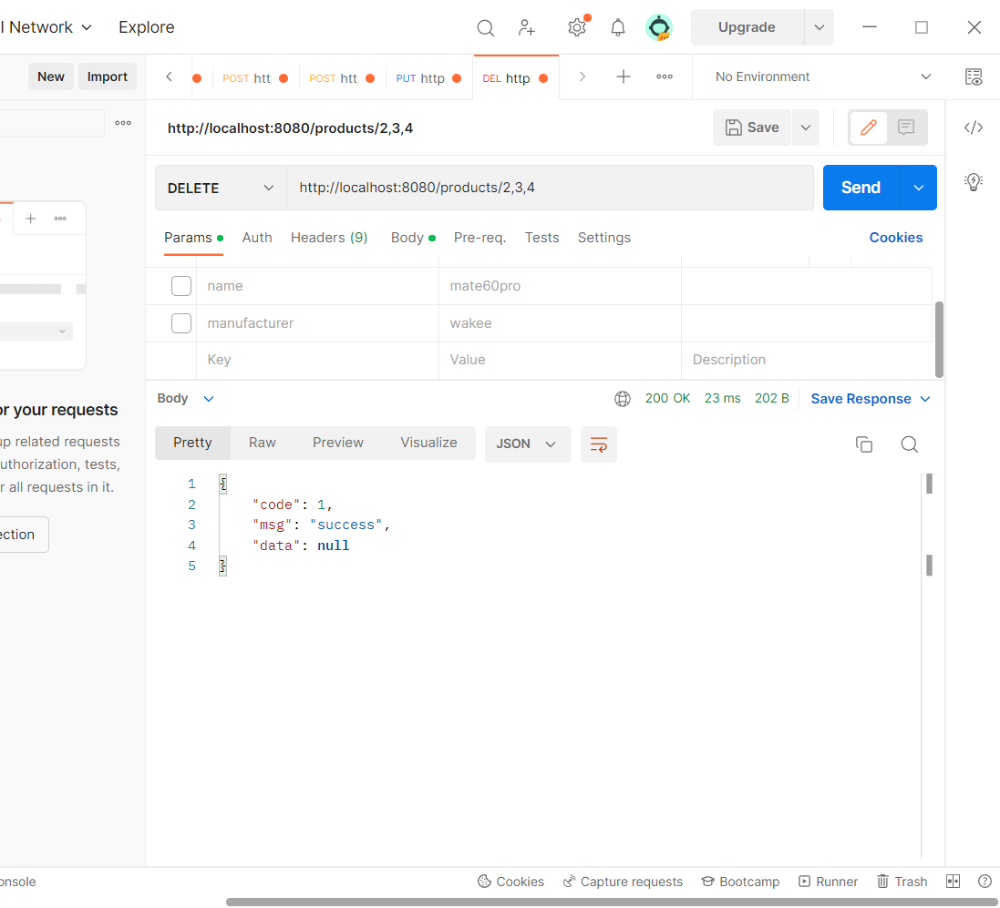 l Network Explore Upgrade
New Import POST htt POST htt PUT http DEL http No Environment
http://localhost:8080/products/2,3,4 Save
DELETE http://localhost:8080/products/2,3,4 Send
Params Auth Headers (9) Body Pre-req. Tests Settings Cookies
name mate60pro
manufacturer wakee
Key Value Description
Body 200 OK 23 ms 202 B Save Response
or your requests
up related requests
uthorization, tests,
r all requests in it.
ection
Pretty Raw Preview Visualize JSON
1 {
2 "code": 1,
3 "msg": "success",
4 "data": null
5 }
onsole Cookies Capture requests Bootcamp Runner Trash